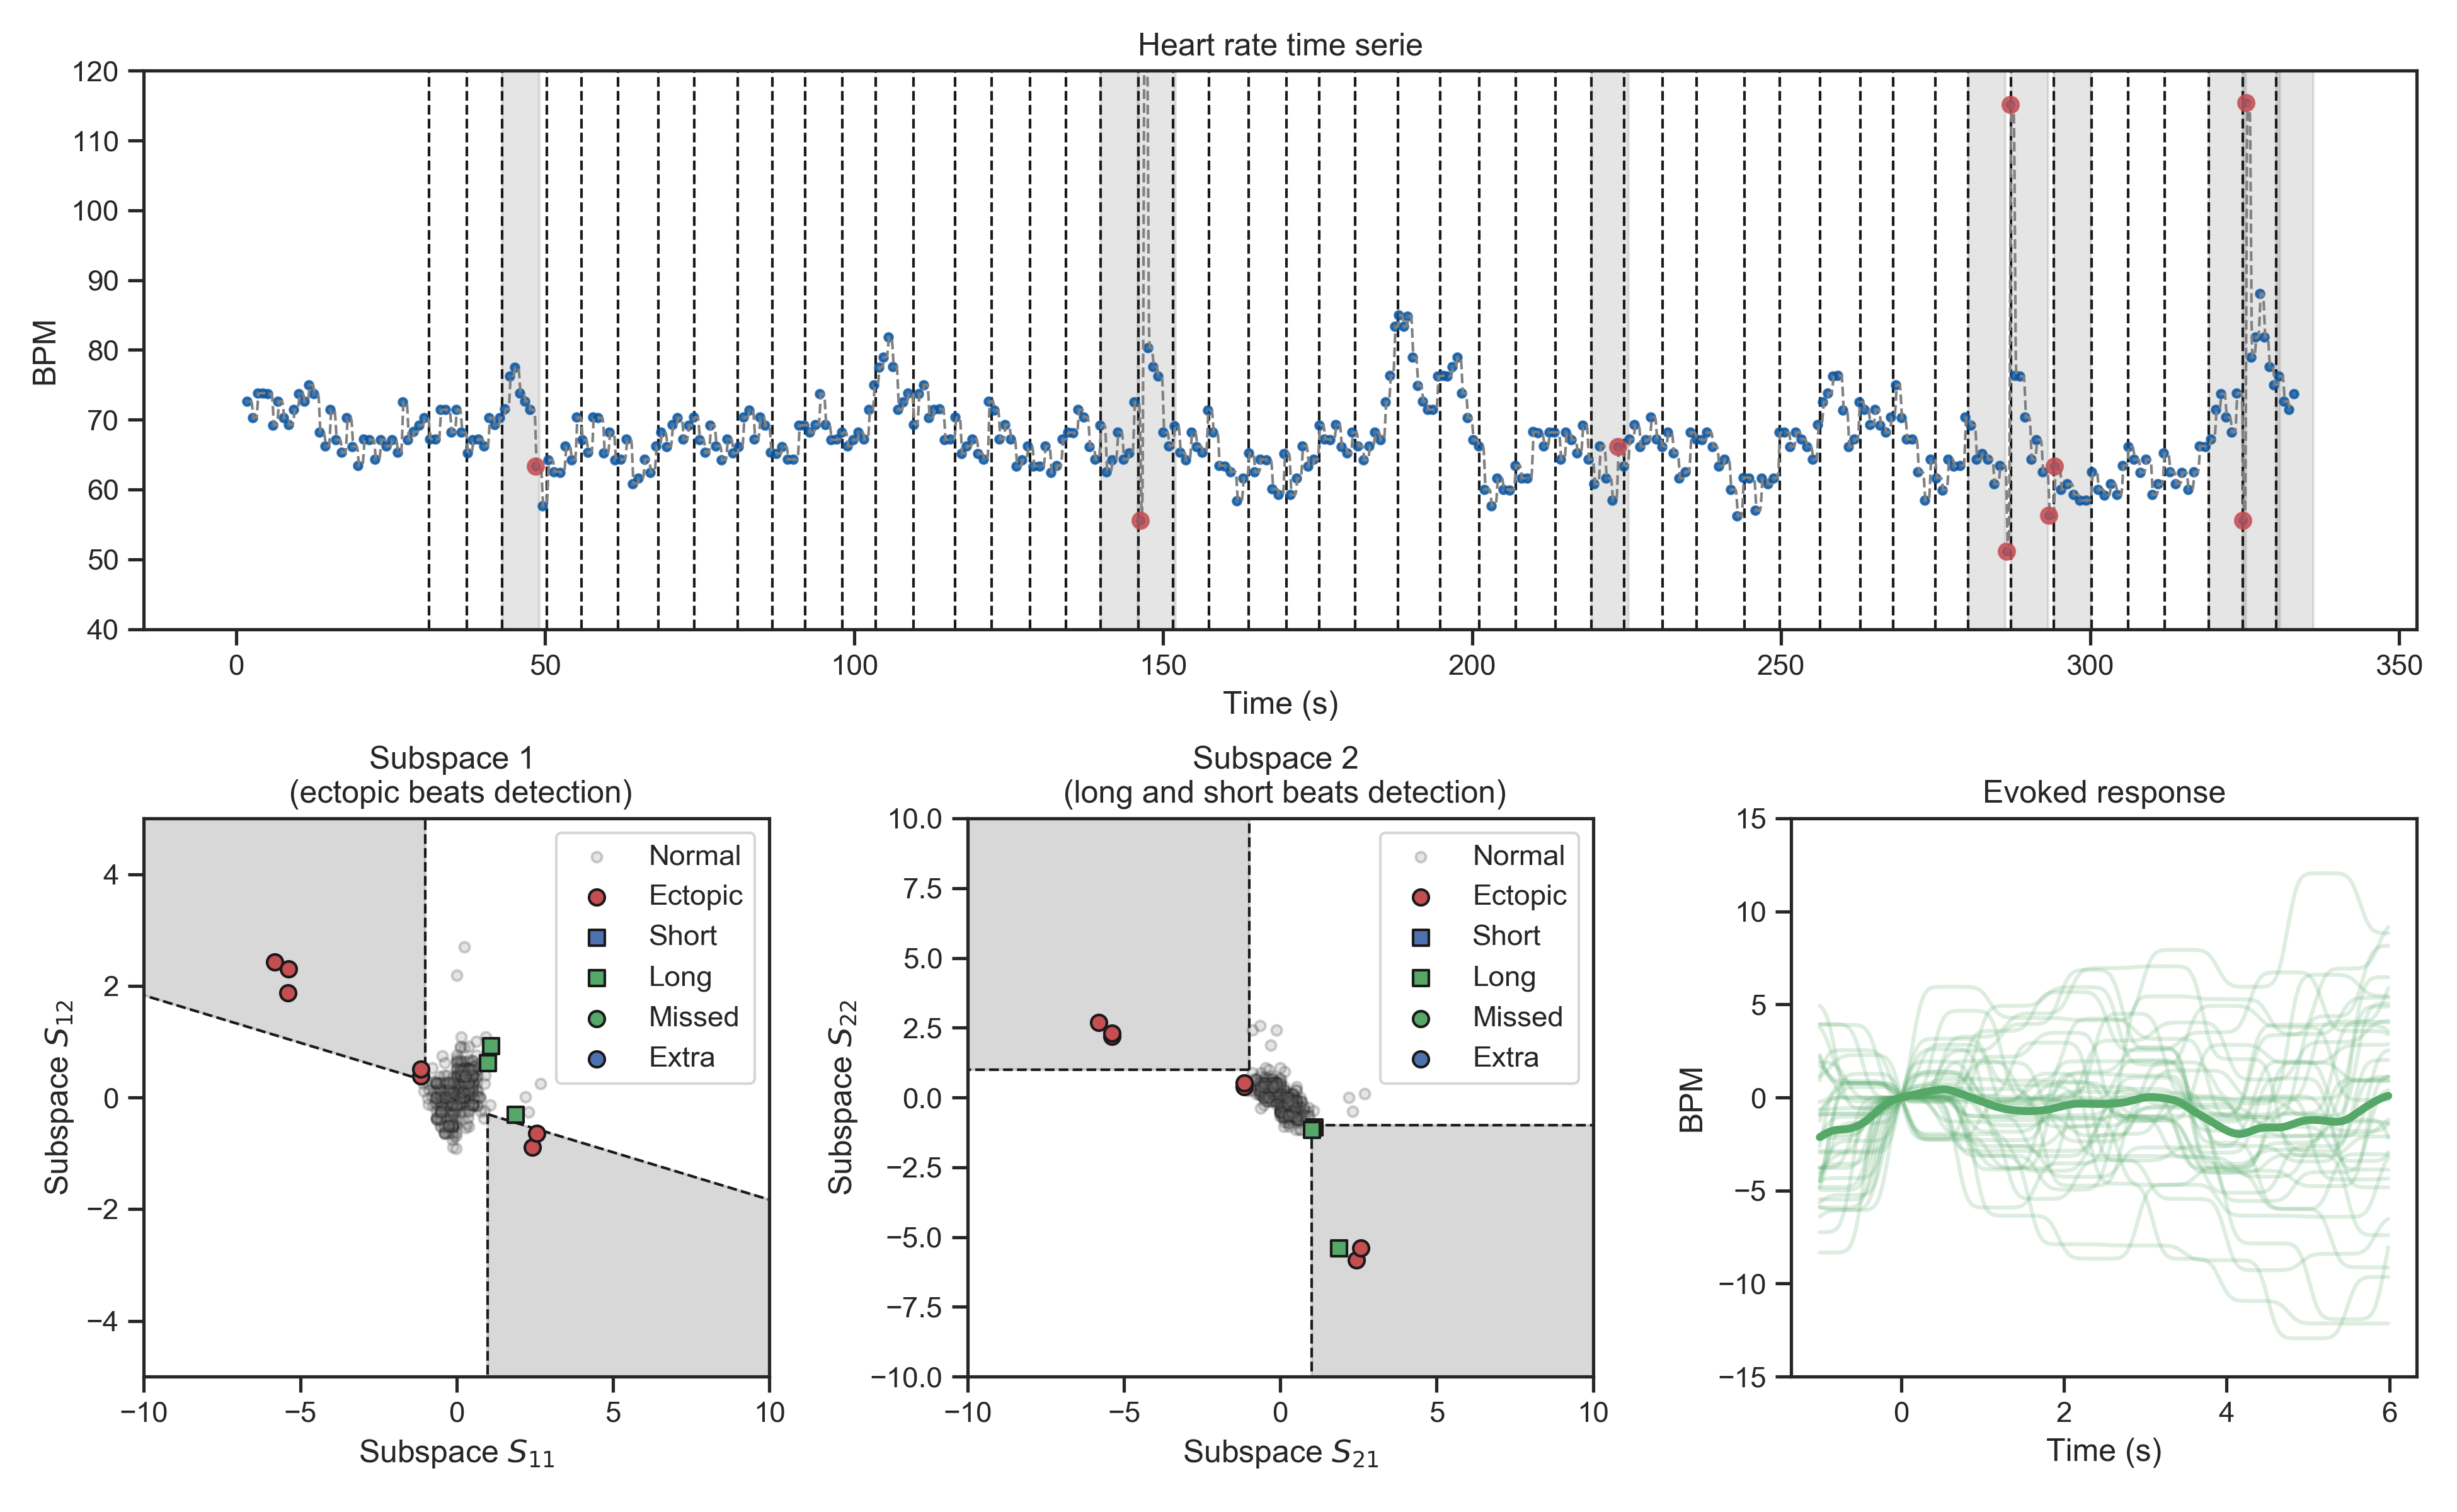 Heart rate time serie
BPM
120
110
100
90
80
70
60
50
40
0 50 100 150 200 250 300 350
Time (s)
Subspace 1
(ectopic beats detection)
Subspace S12
4
2
0
−2
−4
Normal
Ectopic
Short
Long
Missed
Extra
−10 −5 0 5 10
Subspace S11
Subspace 2
(long and short beats detection)
Subspace S22
10.0
7.5
5.0
2.5
0.0
−2.5
−5.0
−7.5
−10.0
Normal
Ectopic
Short
Long
Missed
Extra
−10 −5 0 5 10
Subspace S21
Evoked response
BPM
15
10
5
0
−5
−10
−15
0 2 4 6
Time (s)